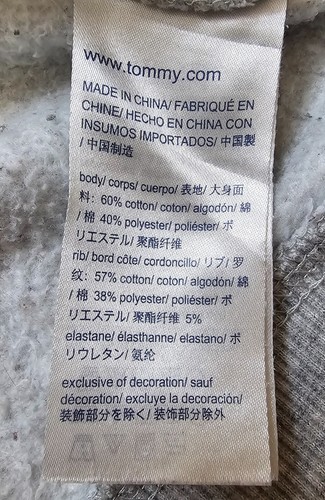 www.tommy.com
MADE IN CHINA/ FABRIQUÉ EN
CHINE/ HECHO EN CHINA CON
INSUMOS IMPORTADOS/ 中国製
/ 中国制造
body/ corps/ cuerpo/ 表地/ 大身面
料: 60% cotton/ coton/ algodón/ 綿
/ 棉 40% polyester/ poliéster/ ポ
リエステル/ 聚酯纤维
rib/ bord côte/ cordoncillo/ リブ/ 罗
纹: 57% cotton/ coton/ algodón/ 綿
/ 棉 38% polyester/ poliéster/ ポ
リエステル/ 聚酯纤维 5%
elastane/ élasthanne/ elastano/ ポ
リウレタン/ 氨纶
exclusive of decoration/ sauf
décoration/ excluye la decoración/
装飾部分を除く/ 装饰部分除外